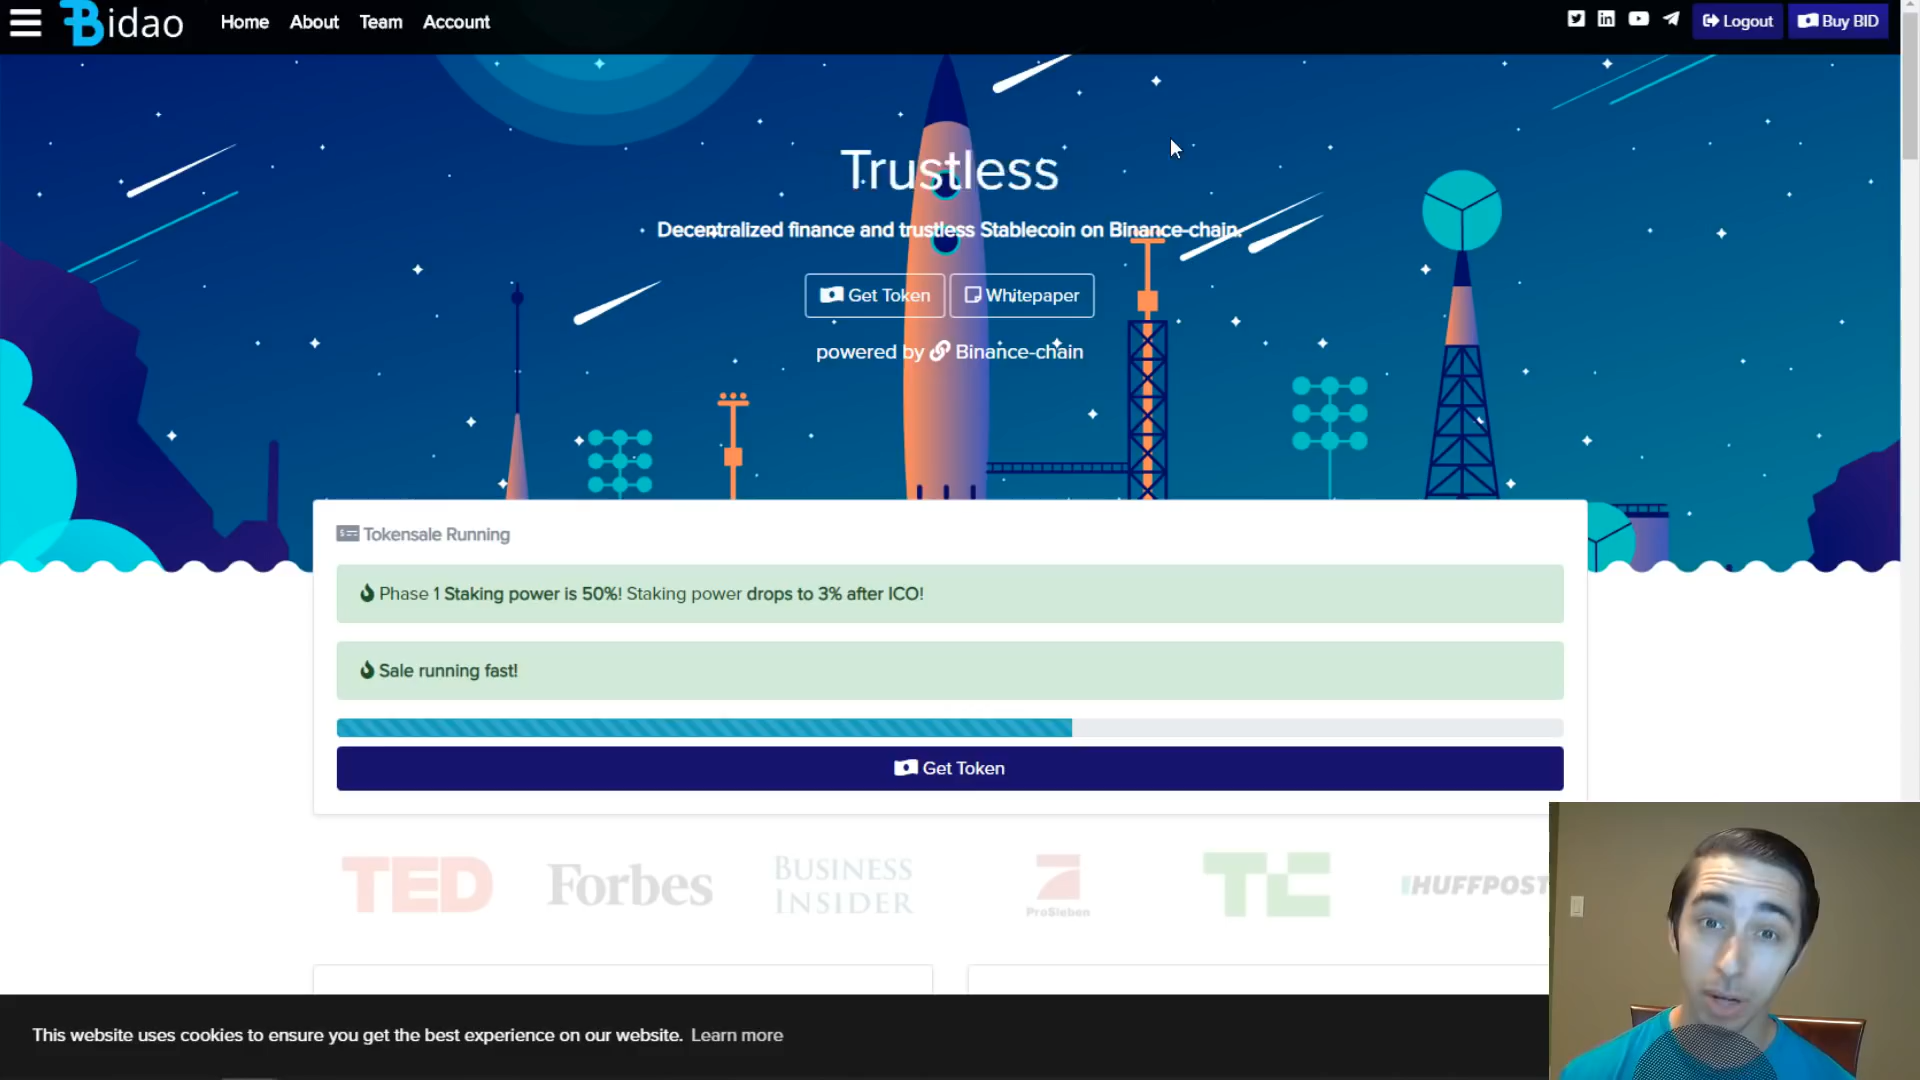 Bidao
Home About Team Account
Logout Buy BID
Trustless
Decentralized finance and trustless Stablecoin on Binance-chain.
Get Token Whitepaper
powered by Binance-chain
Tokensale Running
Phase 1 Staking power is 50%! Staking power drops to 3% after ICO!
Sale running fast!
Get Token
TED Forbes BUSINESS INSIDER ProSieben TC HUFFPOST
This website uses cookies to ensure you get the best experience on our website. Learn more